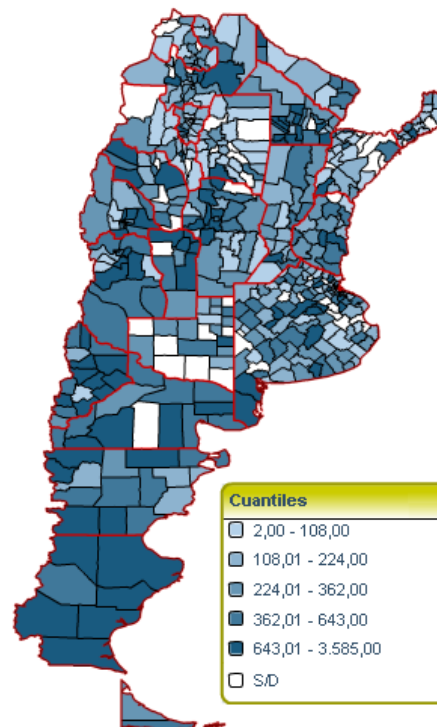 Cuantiles
2,00 - 108,00
108,01 - 224,00
224,01 - 362,00
362,01 - 643,00
643,01 - 3.585,00
S/D